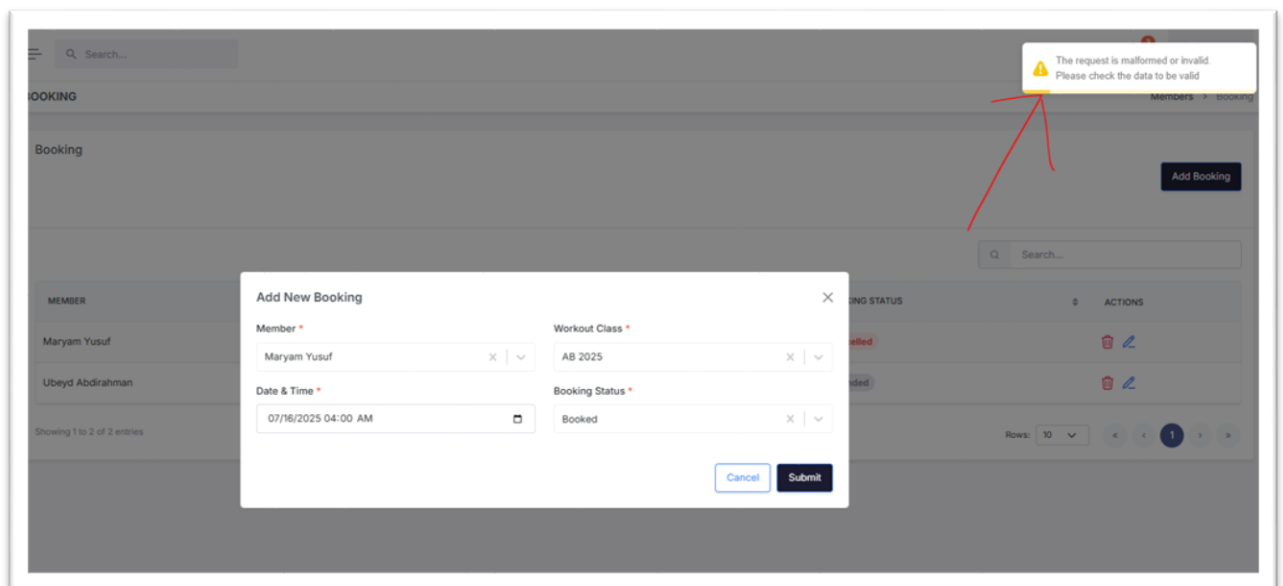 Search...
The request is malformed or invalid.
Please check the data to be valid
BOOKING
Members > Booking
Booking
Add Booking
Search...
MEMBER
ACTIONS
STATUS
Maryam Yusuf
Ubeyd Abdirahman
Showing 1 to 2 of 2 entries
Rows: 10
« ‹ 1 › »
Add New Booking
Member *
Workout Class *
Maryam Yusuf
AB 2025
Date & Time *
Booking Status *
07/16/2025 04:00 AM
Booked
Cancel
Submit